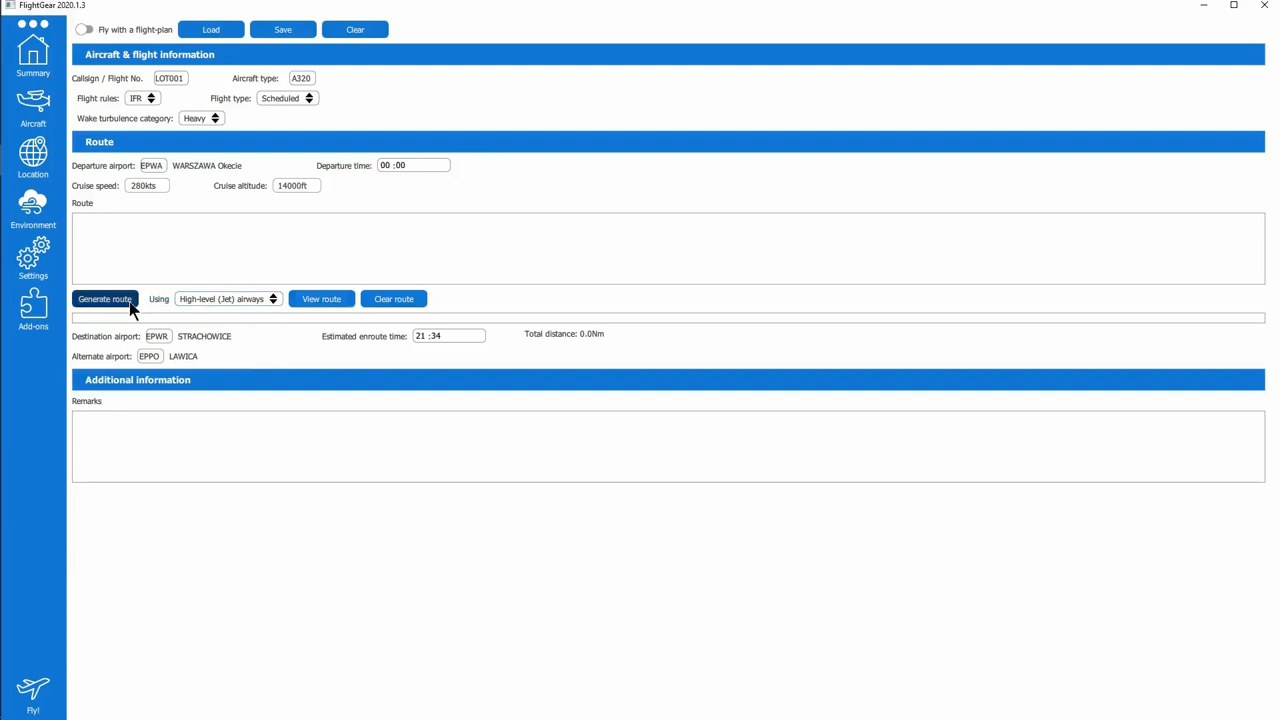 FlightGear 2020.1.3
Fly with a flight-plan Load Save Clear
Summary
Aircraft
Location
Environment
Settings
Add-ons
Fly!
Aircraft & flight information
Callsign / Flight No. LOT001 Aircraft type: A320
Flight rules: IFR Flight type: Scheduled
Wake turbulence category: Heavy
Route
Departure airport: EPWA WARSZAWA Okecie Departure time: 00 :00
Cruise speed: 280kts Cruise altitude: 14000ft
Route
Generate route Using High-level (Jet) airways View route Clear route
Destination airport: EPWR STRACHOWICE Estimated enroute time: 21 :34 Total distance: 0.0Nm
Alternate airport: EPPO LAWICA
Additional information
Remarks